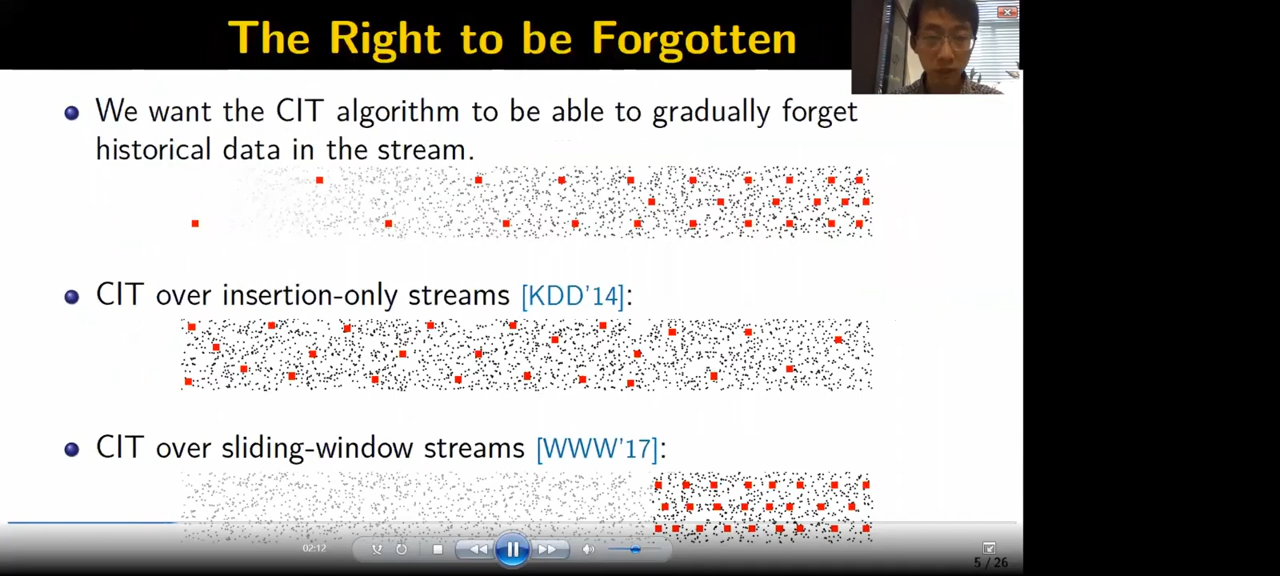 The Right to be Forgotten
We want the CIT algorithm to be able to gradually forget
historical data in the stream.
CIT over insertion-only streams [KDD'14]:
CIT over sliding-window streams [WWW'17]:
02:12
5 / 26